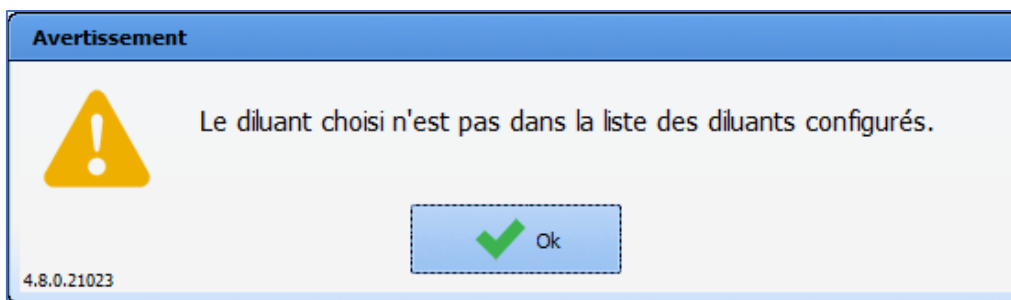 Avertissement
Le diluant choisi n'est pas dans la liste des diluants configurés.
Ok
4.8.0.21023